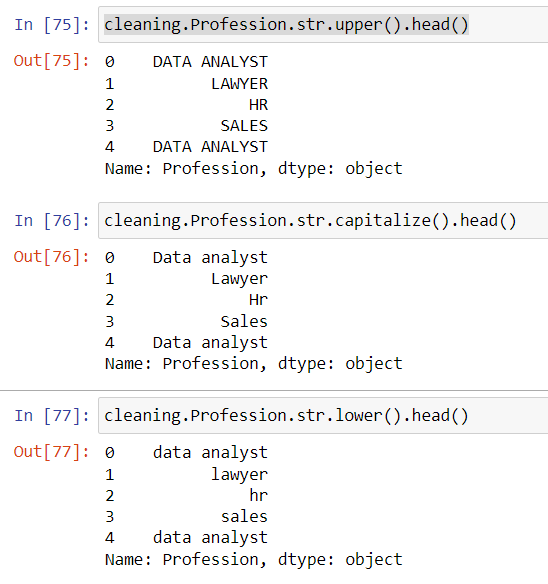 In [75]: cleaning.Profession.str.upper().head()
Out[75]: 0    DATA ANALYST
1          LAWYER
2              HR
3           SALES
4    DATA ANALYST
Name: Profession, dtype: object
In [76]: cleaning.Profession.str.capitalize().head()
Out[76]: 0    Data analyst
1          Lawyer
2              Hr
3           Sales
4    Data analyst
Name: Profession, dtype: object
In [77]: cleaning.Profession.str.lower().head()
Out[77]: 0    data analyst
1          lawyer
2              hr
3           sales
4    data analyst
Name: Profession, dtype: object